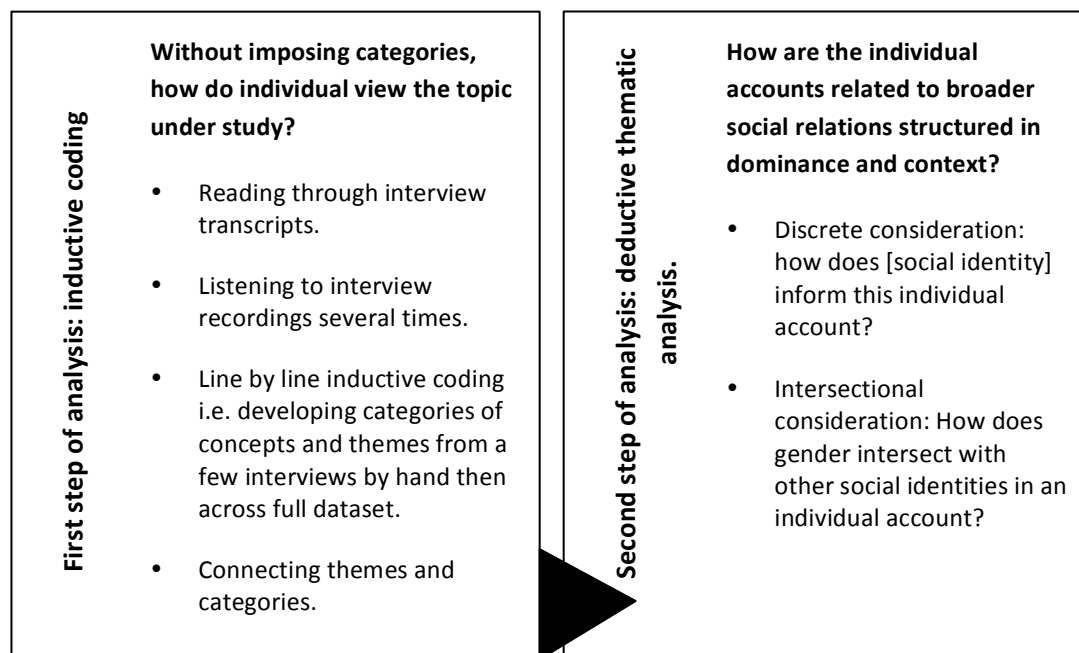 First step of analysis: inductive coding
Without imposing categories,
how do individual view the topic
under study?
• Reading through interview
transcripts.
• Listening to interview
recordings several times.
• Line by line inductive coding
i.e. developing categories of
concepts and themes from a
few interviews by hand then
across full dataset.
• Connecting themes and
categories.
Second step of analysis: deductive thematic
analysis.
How are the individual
accounts related to broader
social relations structured in
dominance and context?
• Discrete consideration:
how does [social identity]
inform this individual
account?
• Intersectional
consideration: How does
gender intersect with
other social identities in an
individual account?